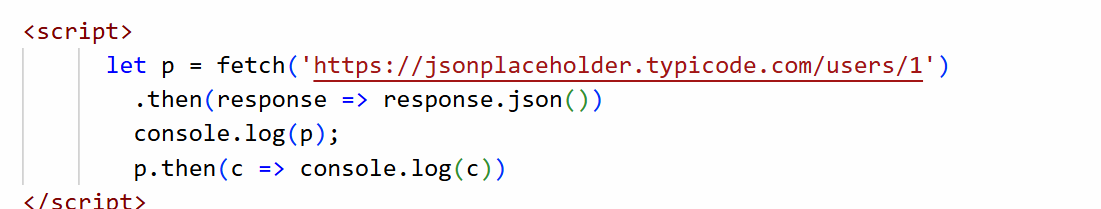 <script>
let p = fetch('https://jsonplaceholder.typicode.com/users/1')
.then(response => response.json())
console.log(p);
p.then(c => console.log(c))
</script>